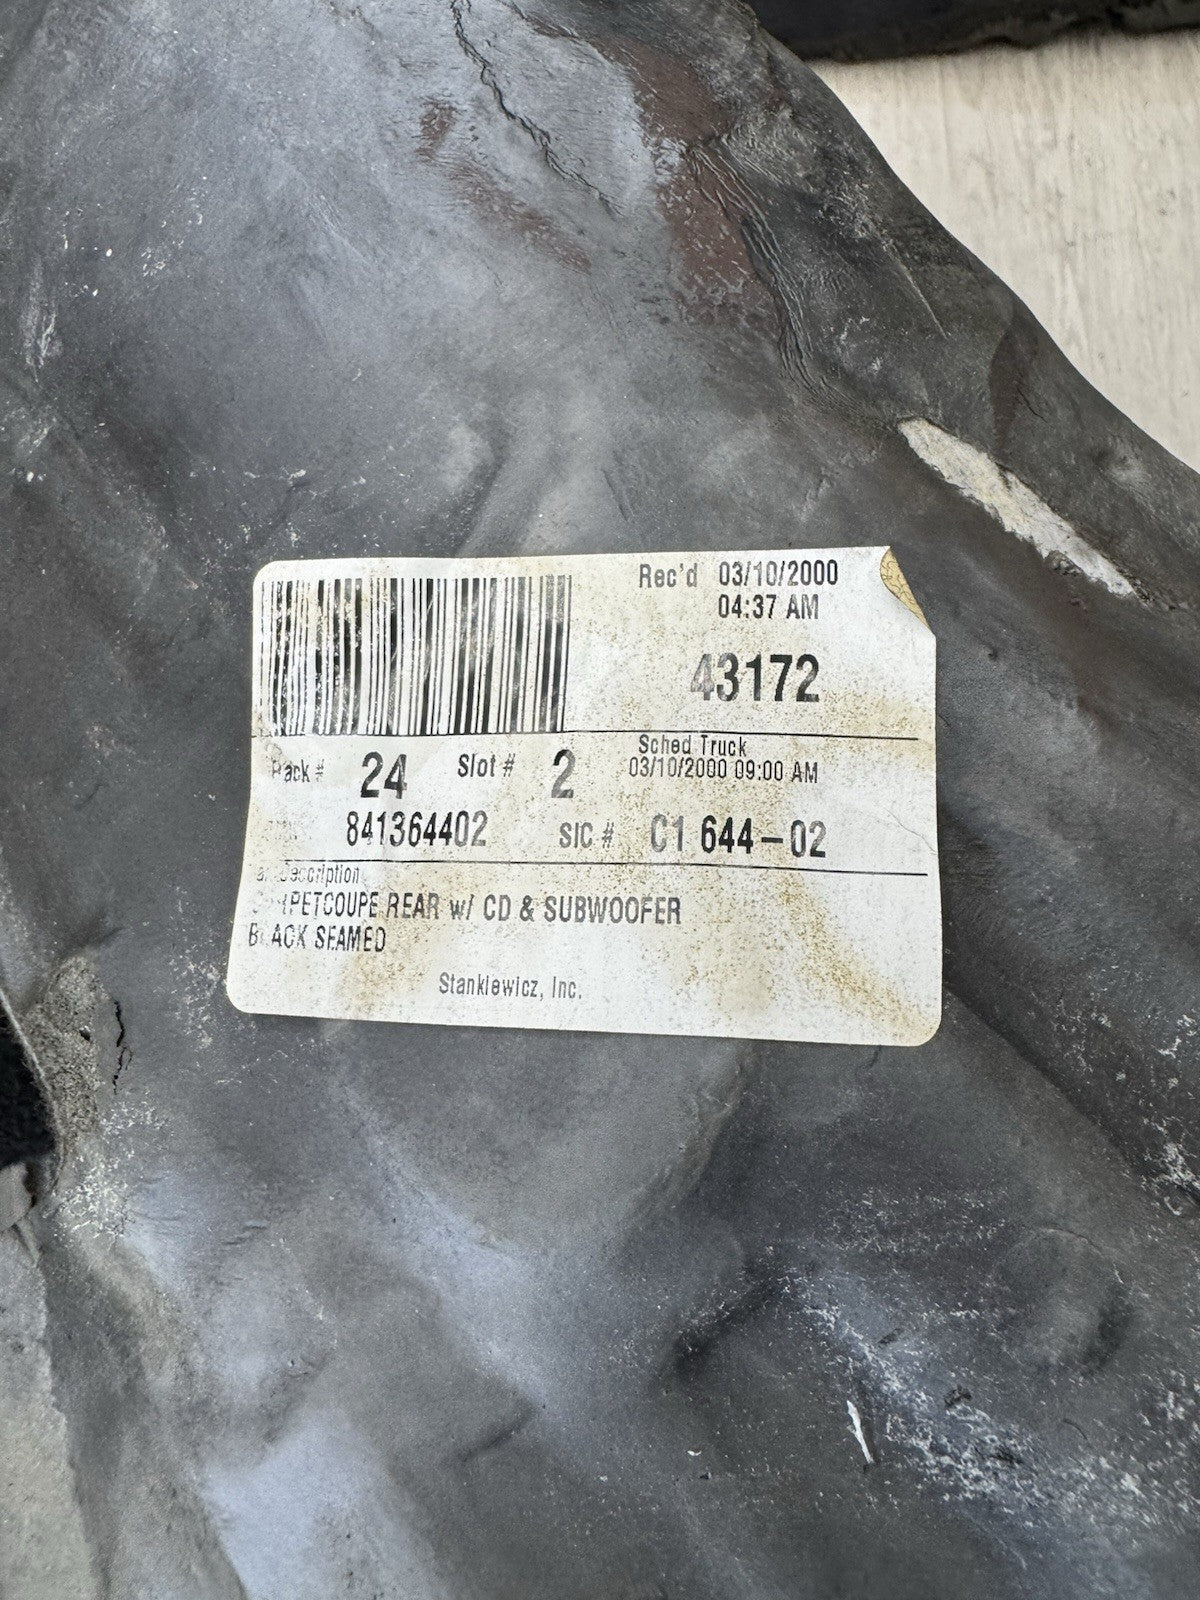 Rec'd 03/10/2000
04:37 AM
43172
Rack # 24 Slot # 2
Sched Truck
03/10/2000 09:00 AM
841364402 SIC # C1 644-02
Description
COUPE REAR w/ CD & SUBWOOFER
BLACK SEAMED
Stankiewicz, Inc.